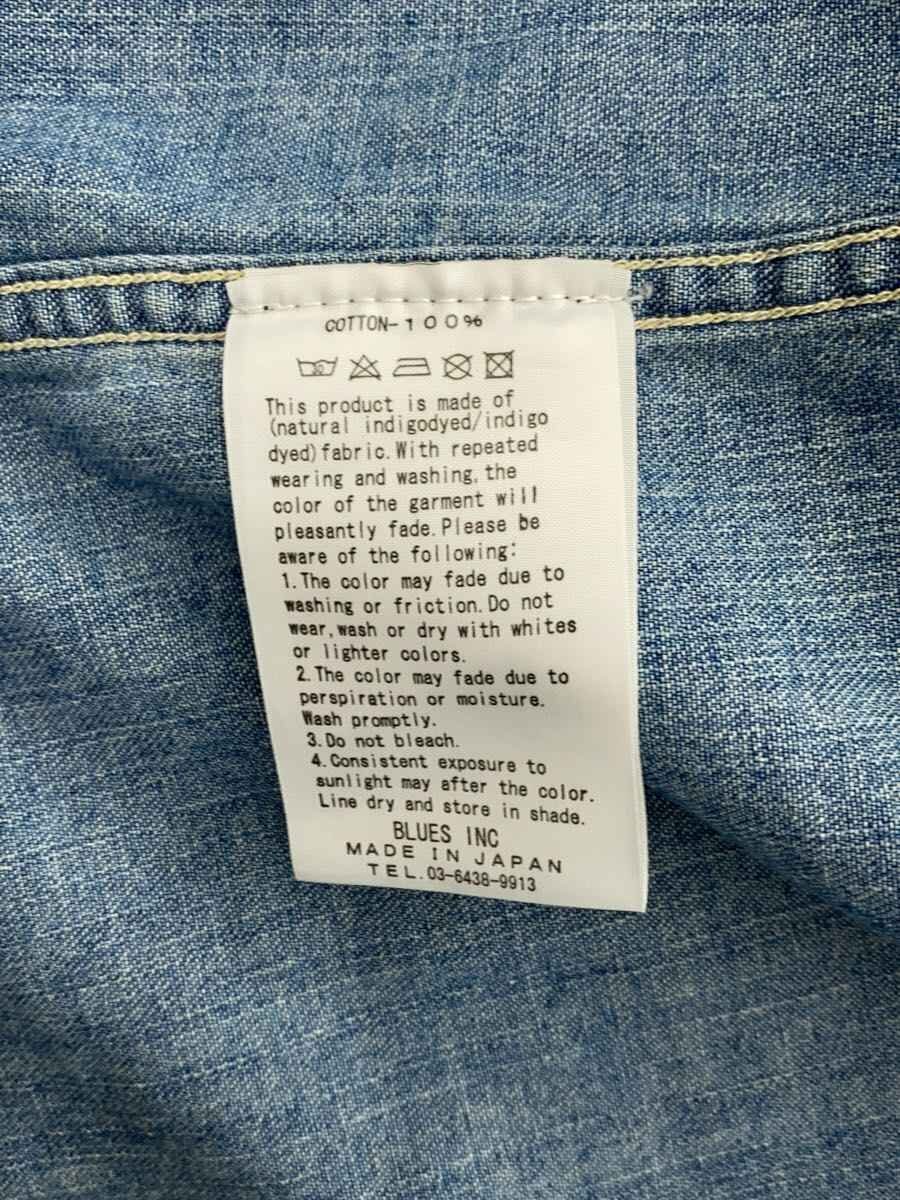 COTTON-100%
30
This product is made of
(natural indigodyed/indigo
dyed)fabric.With repeated
wearing and washing,the
color of the garment will
pleasantly fade.Please be
aware of the following:
1.The color may fade due to
washing or friction.Do not
wear,wash or dry with whites
or lighter colors.
2.The color may fade due to
perspiration or moisture.
Wash promptly.
3.Do not bleach.
4.Consistent exposure to
sunlight may after the color.
Line dry and store in shade.
BLUES INC
MADE IN JAPAN
TEL.03-6438-9913